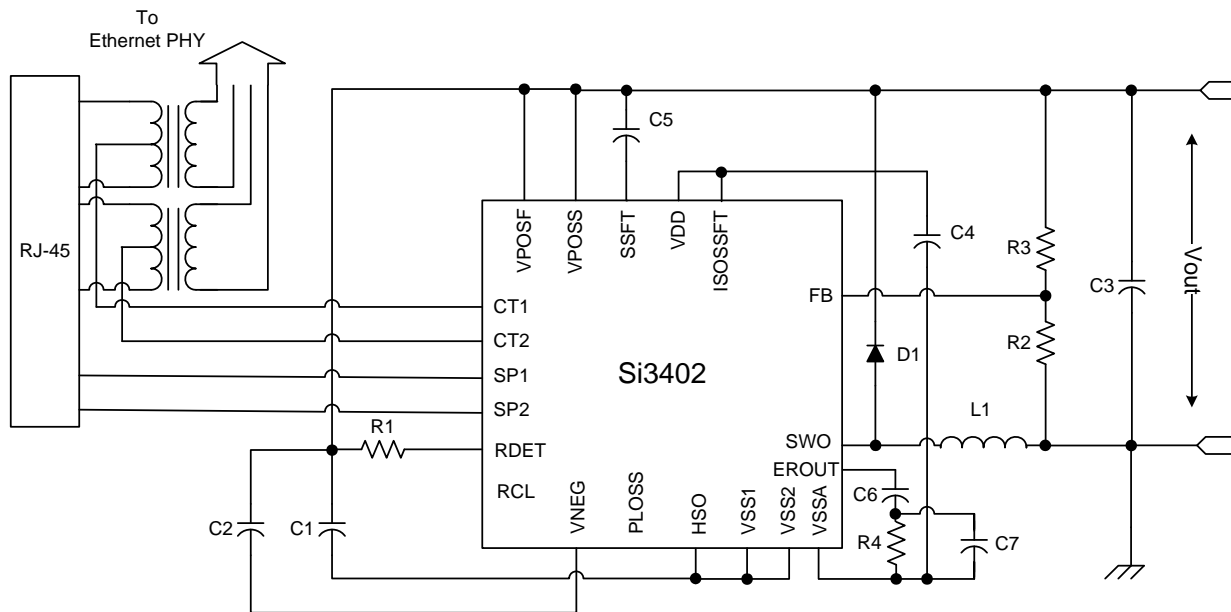 To
Ethernet PHY
RJ-45
C5
VPOSF
VPOSS
SSFT
VDD
ISOSSFT
C4
R3
C3
Vout
CT1
FB
CT2
R2
D1
SP1
Si3402
SP2
L1
R1
RDET
SWO
EROUT
RCL
VNEG
PLOSS
HSO
VSS1
VSS2
VSSA
C6
C2
C1
R4
C7